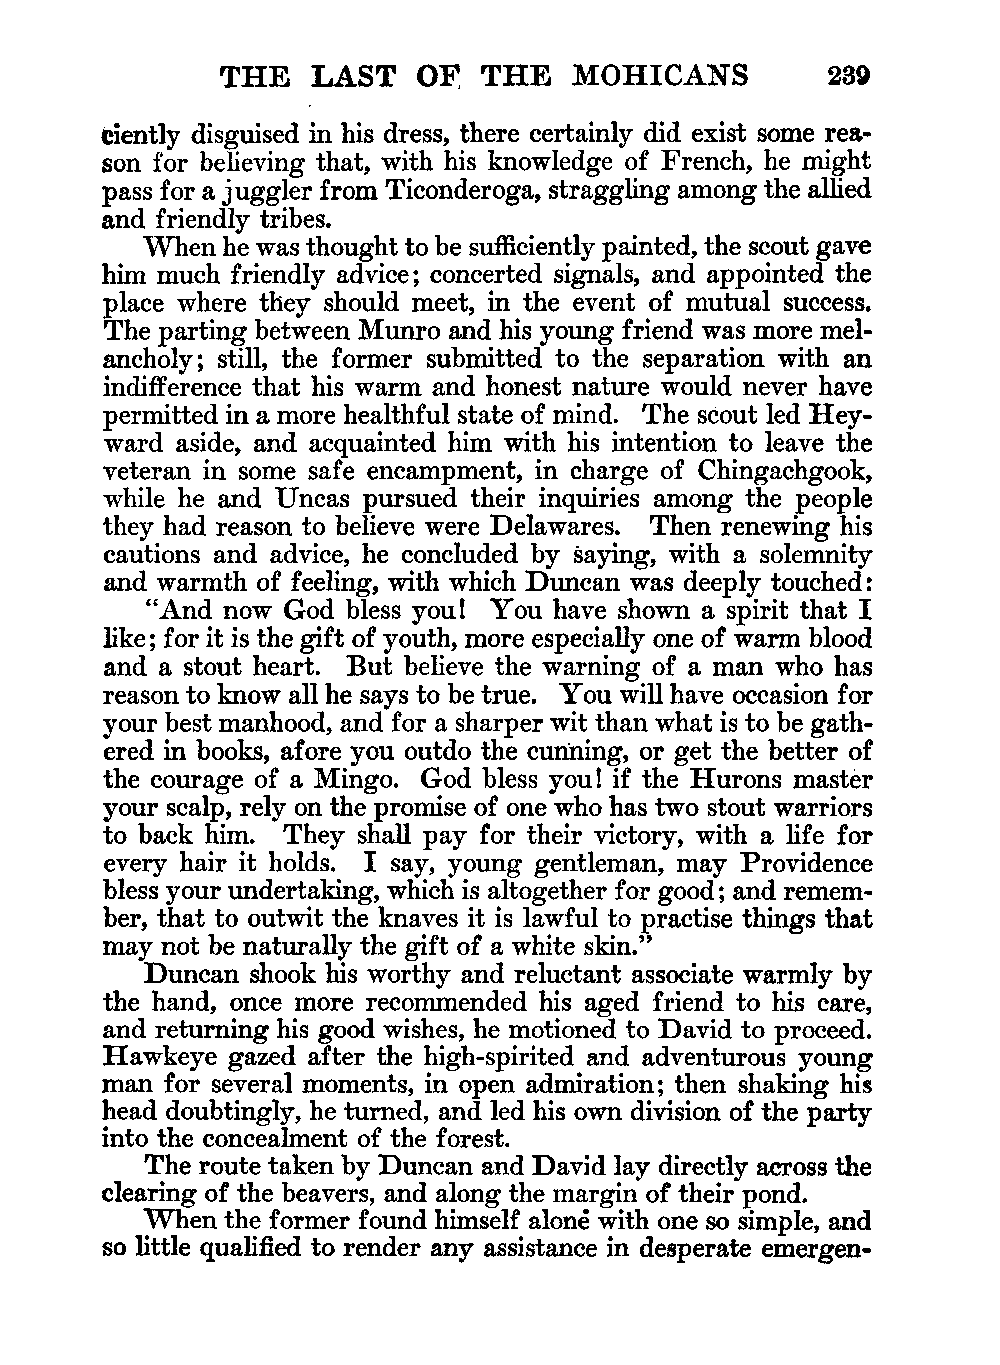 THE LAST OF THE MOHICANS 239
ciently disguised in his dress, there certainly did exist some rea-
son for believing that, with his knowledge of French, he might
pass for a juggler from Ticonderoga, straggling among the allied
and friendly tribes.
When he was thought to be sufficiently painted, the scout gave
him much friendly advice; concerted signals, and appointed the
place where they should meet, in the event of mutual success.
The parting between Munro and his young friend was more mel-
ancholy; still, the former submitted to the separation with an
indifference that his warm and honest nature would never have
permitted in a more healthful state of mind. The scout led Hey-
ward aside, and acquainted him with his intention to leave the
veteran in some safe encampment, in charge of Chingachgook,
while he and Uncas pursued their inquiries among the people
they had reason to believe were Delawares. Then renewing his
cautions and advice, he concluded by saying, with a solemnity
and warmth of feeling, with which Duncan was deeply touched:
"And now God bless you! You have shown a spirit that I
like; for it is the gift of youth, more especially one of warm blood
and a stout heart. But believe the warning of a man who has
reason to know all he says to be true. You will have occasion for
your best manhood, and for a sharper wit than what is to be gath-
ered in books, afore you outdo the cunning, or get the better of
the courage of a Mingo. God bless you! if the Hurons master
your scalp, rely on the promise of one who has two stout warriors
to back him. They shall pay for their victory, with a life for
every hair it holds. I say, young gentleman, may Providence
bless your undertaking, which is altogether for good; and remem-
ber, that to outwit the knaves it is lawful to practise things that
may not be naturally the gift of a white skin."
Duncan shook his worthy and reluctant associate warmly by
the hand, once more recommended his aged friend to his care,
and returning his good wishes, he motioned to David to proceed.
Hawkeye gazed after the high-spirited and adventurous young
man for several moments, in open admiration; then shaking his
head doubtingly, he turned, and led his own division of the party
into the concealment of the forest.
The route taken by Duncan and David lay directly across the
clearing of the beavers, and along the margin of their pond.
When the former found himself alone with one so simple, and
so little qualified to render any assistance in desperate emergen-